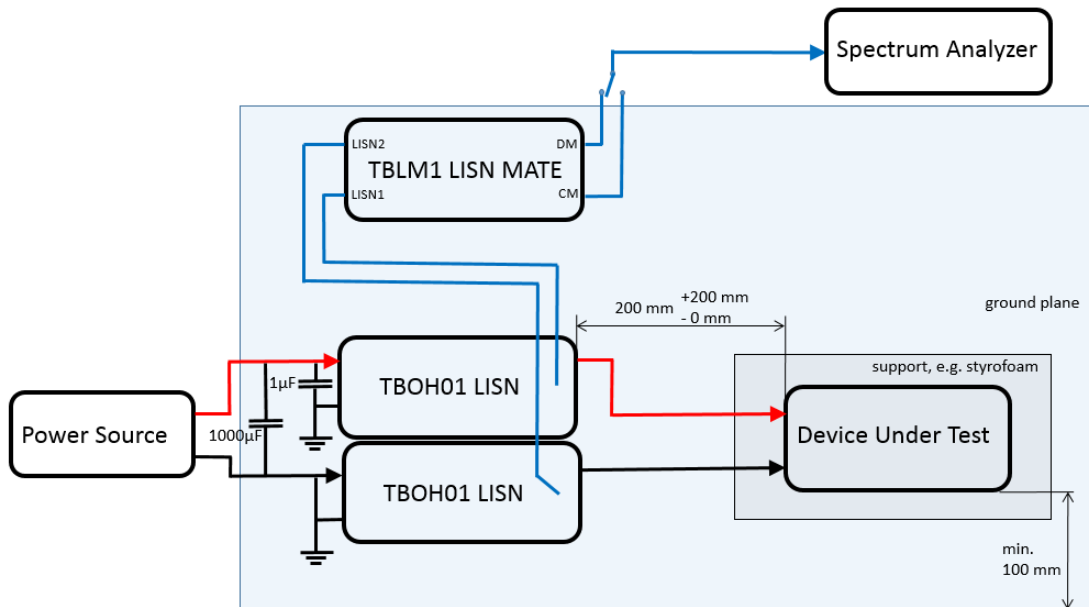 Spectrum Analyzer
LISN2
DM
TBLM1 LISN MATE
LISN1
CM
200 mm
+200 mm
- 0 mm
ground plane
support, e.g. styrofoam
1µF
TBOH01 LISN
Power Source
1000µF
Device Under Test
TBOH01 LISN
min.
100 mm